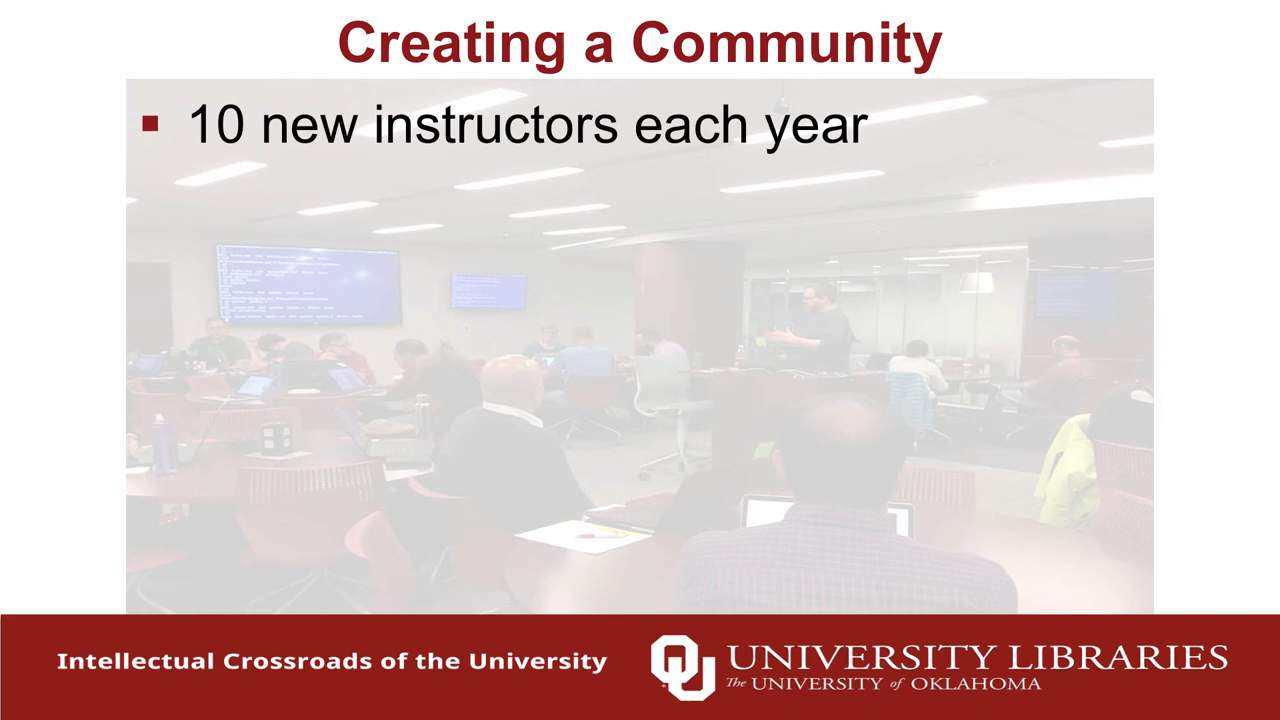 Creating a Community
▪ 10 new instructors each year
Intellectual Crossroads of the University
UNIVERSITY LIBRARIES
The UNIVERSITY of OKLAHOMA